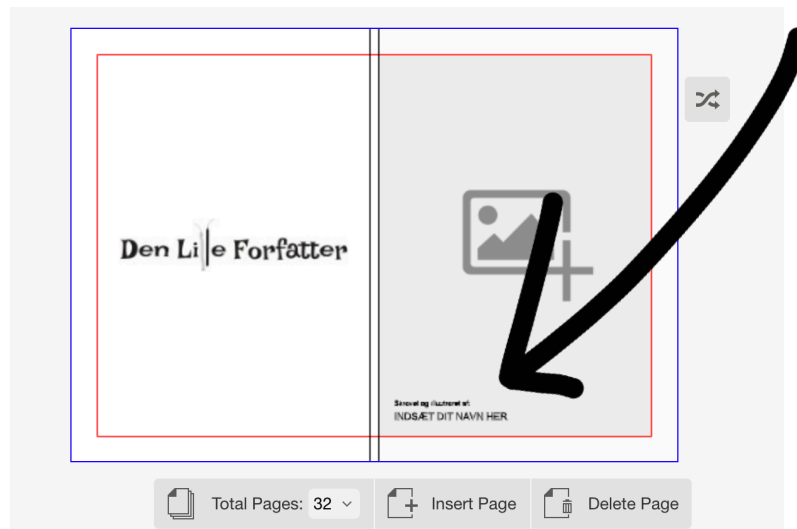 Den Lille Forfatter
Skrevet og illustreret af:
INDSÆT DIT NAVN HER
Total Pages: 32
Insert Page
Delete Page